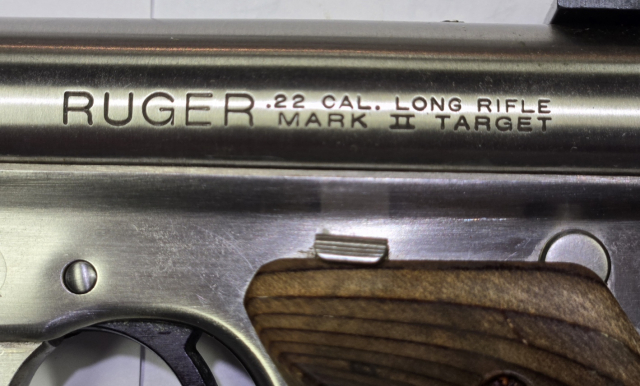 RUGER .22 CAL. LONG RIFLE
MARK II TARGET